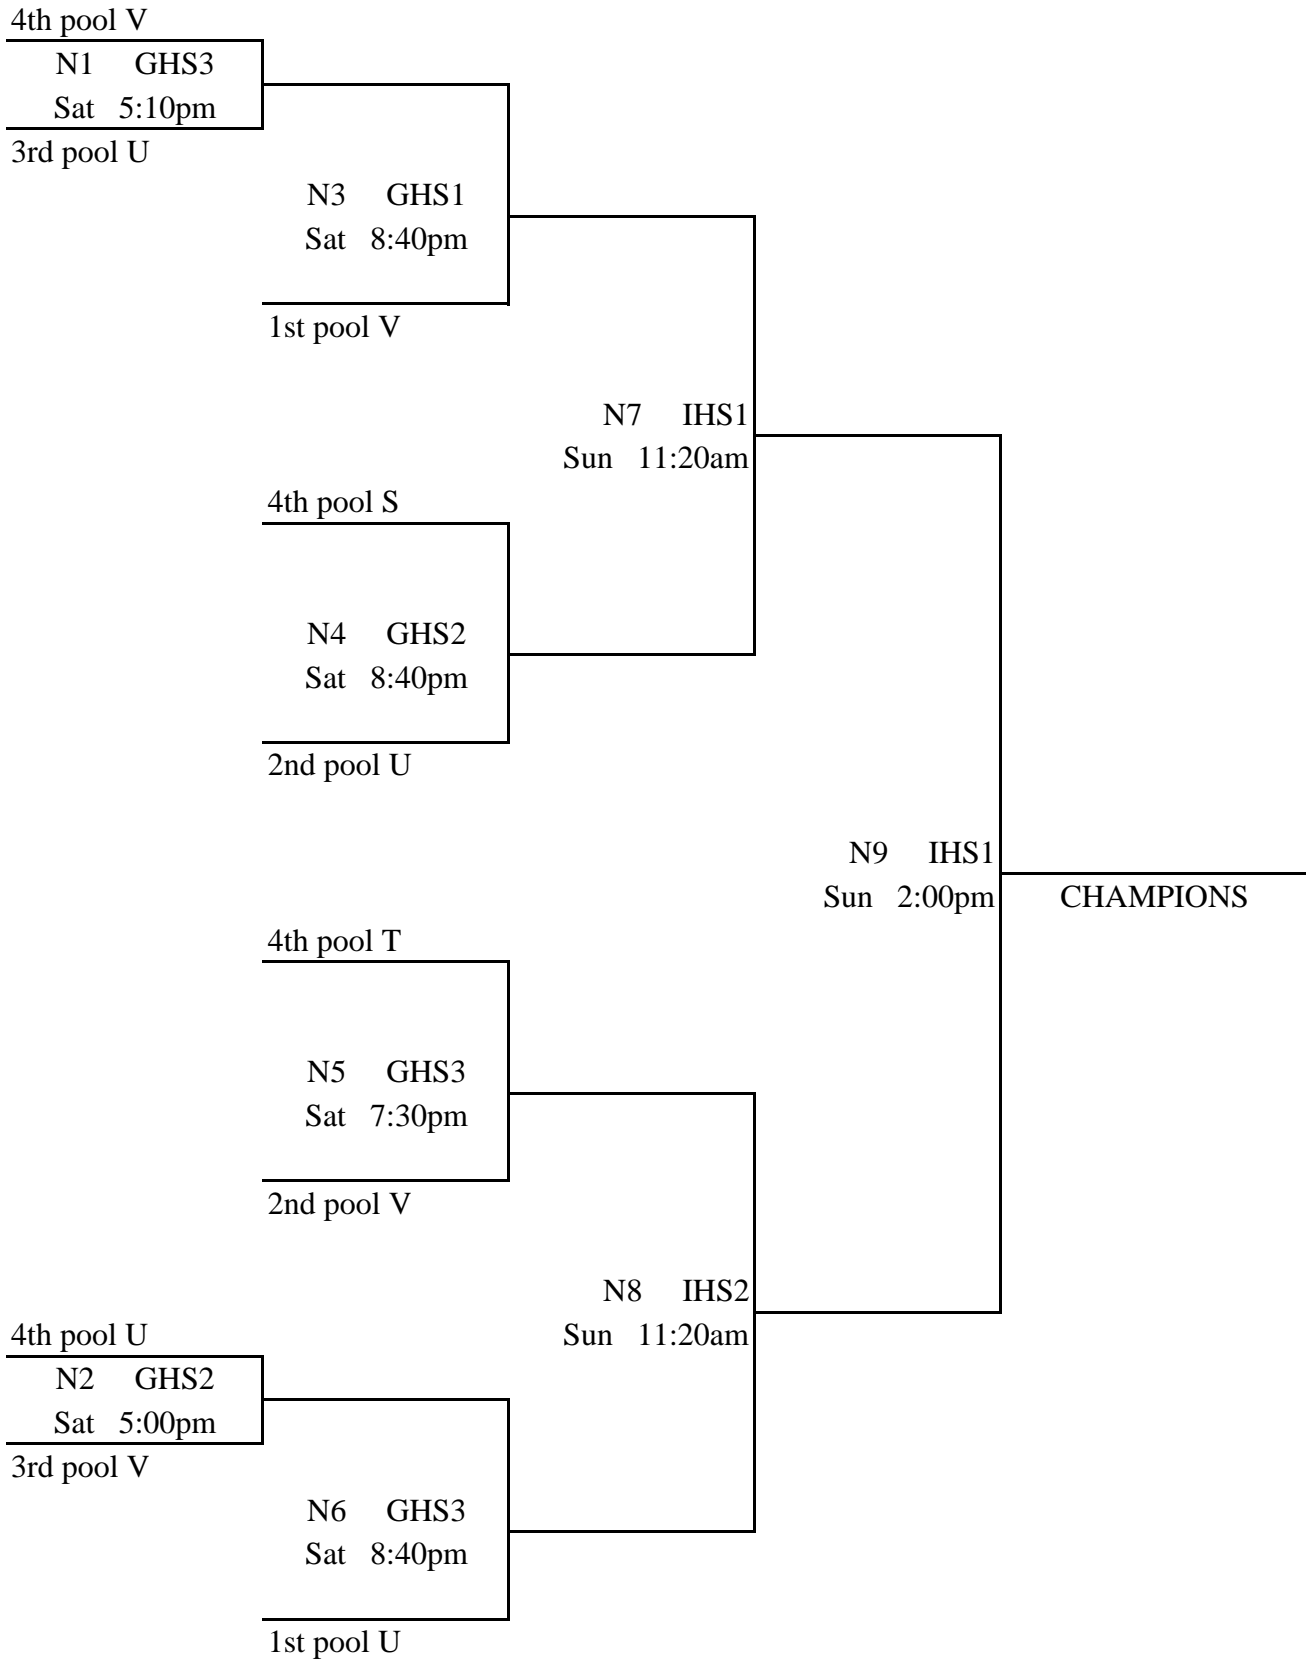 4th pool V
N1 GHS3
Sat 5:10pm
3rd pool U
N3 GHS1
Sat 8:40pm
1st pool V
N7 IHS1
Sun 11:20am
4th pool S
N4 GHS2
Sat 8:40pm
2nd pool U
N9 IHS1
Sun 2:00pm
CHAMPIONS
4th pool T
N5 GHS3
Sat 7:30pm
2nd pool V
N8 IHS2
Sun 11:20am
4th pool U
N2 GHS2
Sat 5:00pm
3rd pool V
N6 GHS3
Sat 8:40pm
1st pool U